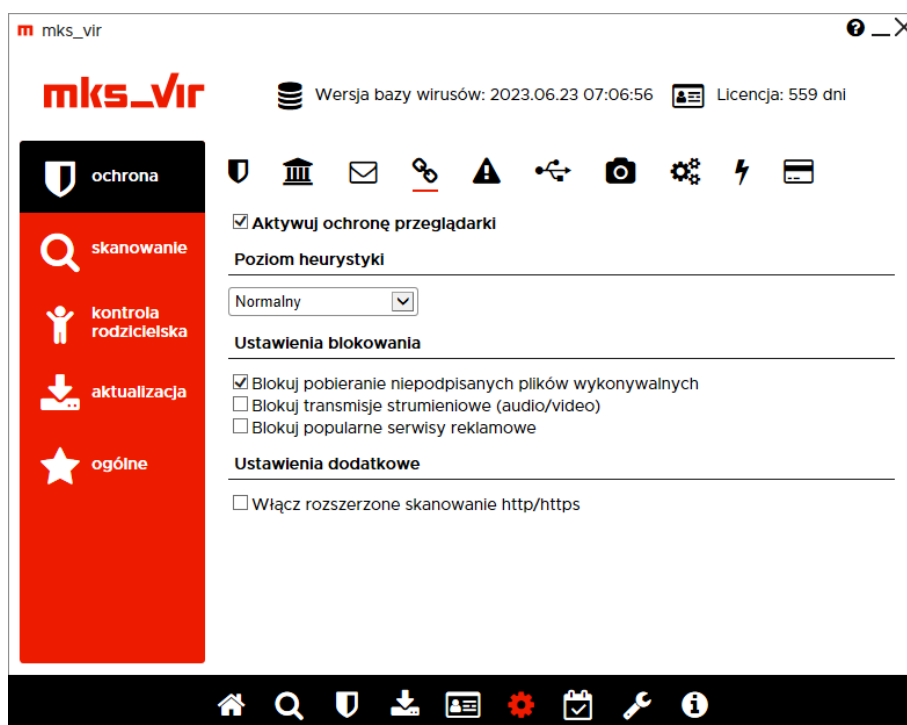 m mks_vir
mks_vir
Wersja bazy wirusów: 2023.06.23 07:06:56
Licencja: 559 dni
ochrona
skanowanie
kontrola
rodzicielska
aktualizacja
ogólne
Aktywuj ochronę przeglądarki
Poziom heurystyki
Normalny
Ustawienia blokowania
Blokuj pobieranie niepodpisanych plików wykonywalnych
Blokuj transmisje strumieniowe (audio/video)
Blokuj popularne serwisy reklamowe
Ustawienia dodatkowe
Włącz rozszerzone skanowanie http/https